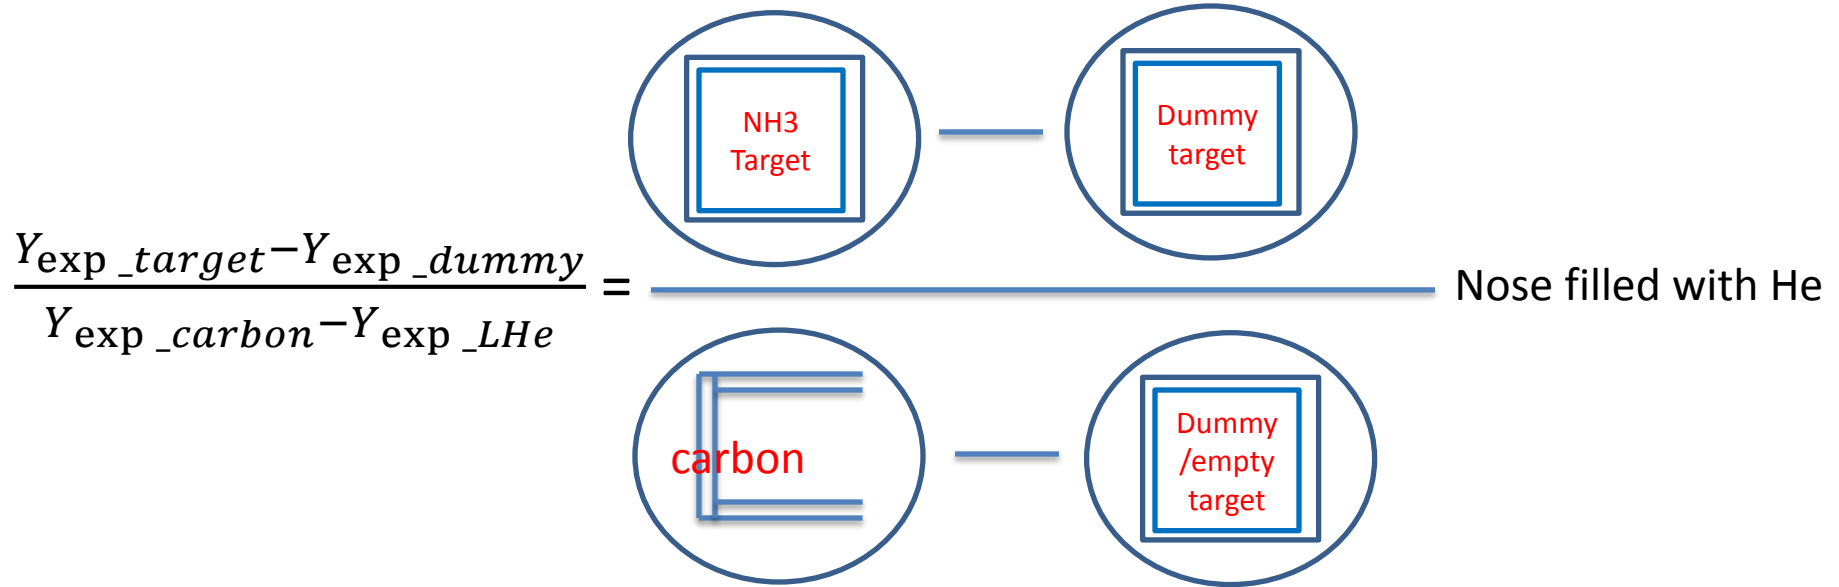 NH3
Target
Dummy
target
Y_exp _target − Y_exp _dummy
Y_exp _carbon − Y_exp _LHe
=
Nose filled with He
carbon
Dummy
/empty
target